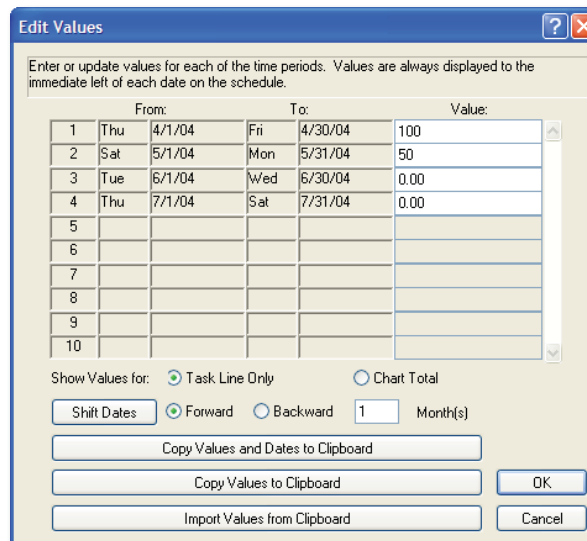 Edit Values
Enter or update values for each of the time periods. Values are always displayed to the
immediate left of each date on the schedule.
From: To: Value:
1 Thu 4/1/04 Fri 4/30/04 100
2 Sat 5/1/04 Mon 5/31/04 50
3 Tue 6/1/04 Wed 6/30/04 0.00
4 Thu 7/1/04 Sat 7/31/04 0.00
5
6
7
8
9
10
Show Values for: Task Line Only Chart Total
Shift Dates Forward Backward 1 Month(s)
Copy Values and Dates to Clipboard
Copy Values to Clipboard OK
Import Values from Clipboard Cancel